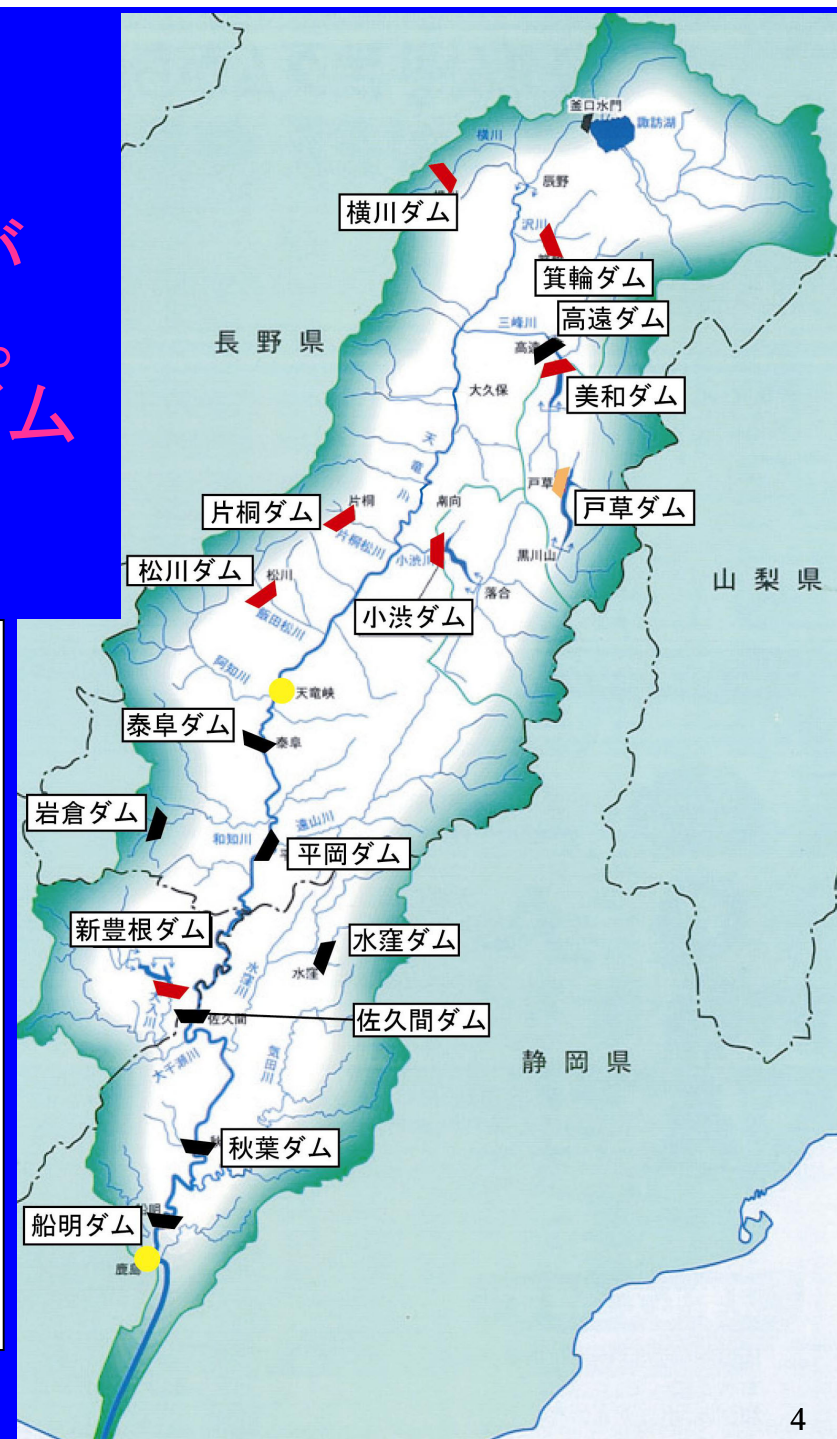 釜口水門
諏訪湖
横川
辰野
横川ダム
沢川
箕輪ダム
三峰川
高遠ダム
高遠
長野県
大久保
美和ダム
天竜川
戸草
戸草ダム
片桐ダム
片桐
南向
片桐松川
小渋川
黒川山
松川ダム
松川
落合
山梨県
小渋ダム
飯田松川
阿知川
天竜峡
泰阜ダム
泰阜
岩倉ダム
遠山川
和知川
平岡ダム
新豊根ダム
水窪ダム
水窪川
水窪
大入川
佐久間
佐久間ダム
大千瀬川
気田川
静岡県
秋葉ダム
秋
船明
船明ダム
鹿島
ム
4